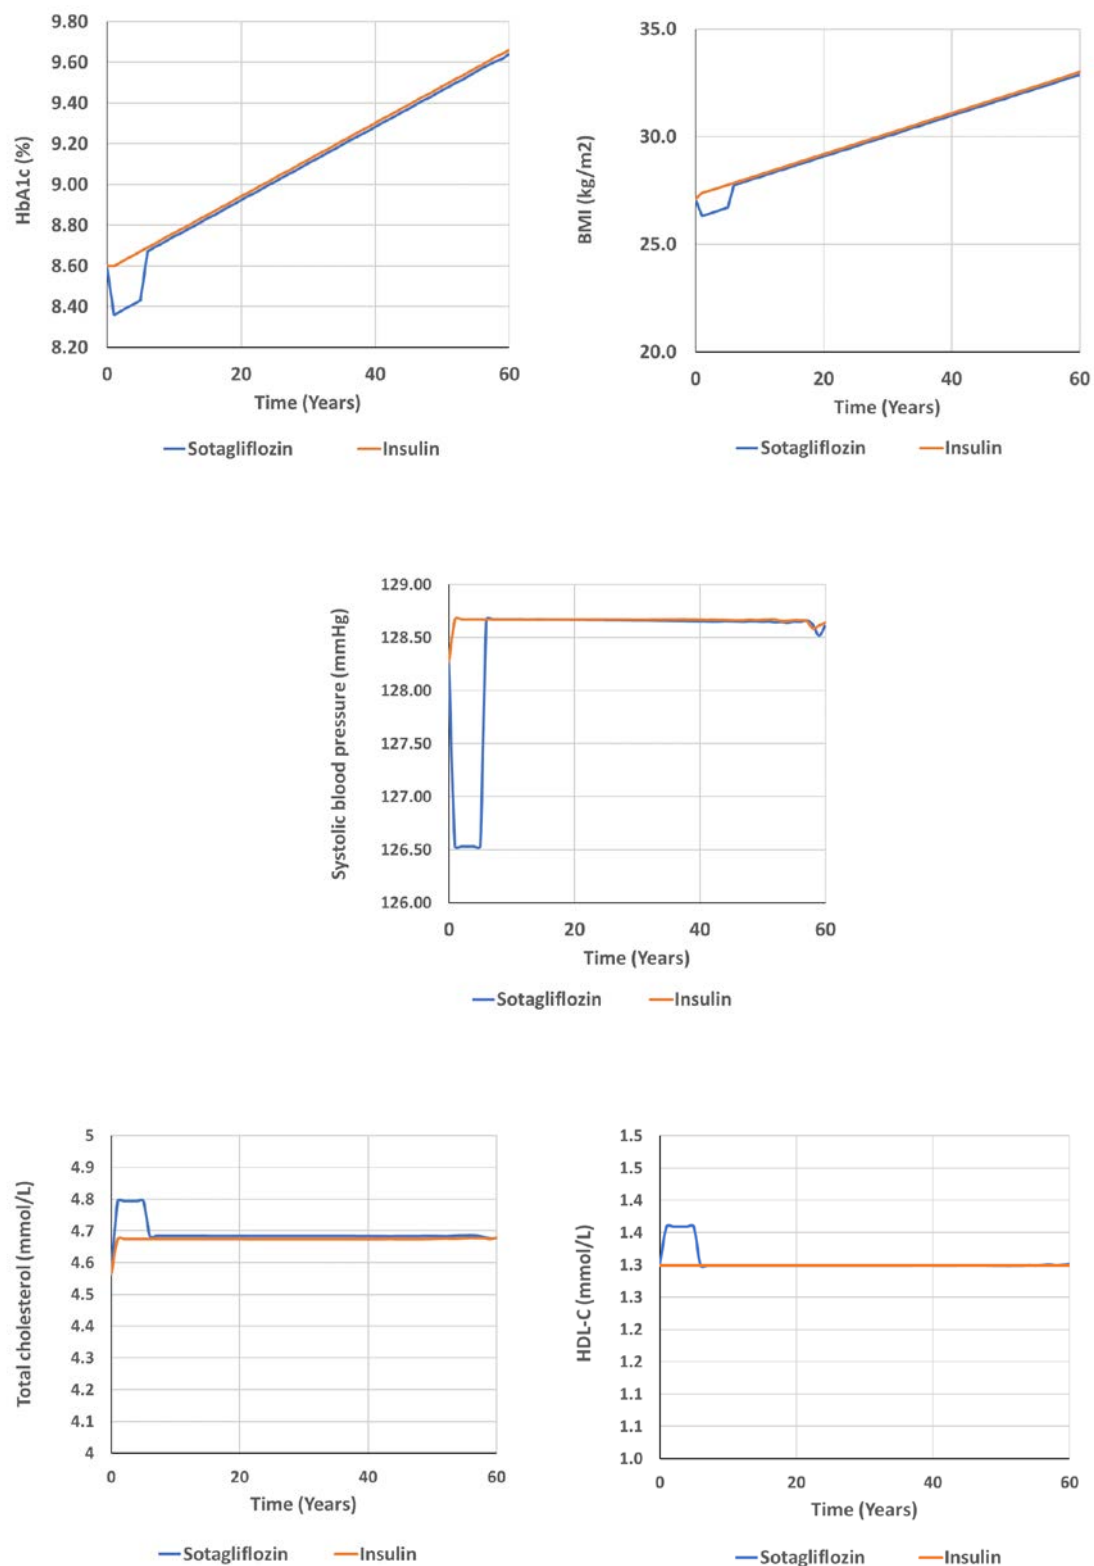 HbA1c (%)
9.80
9.60
9.40
9.20
9.00
8.80
8.60
8.40
8.20
0 20 40 60
Time (Years)
Sotagliflozin Insulin
BMI (kg/m2)
35.0
30.0
25.0
20.0
0 20 40 60
Time (Years)
Sotagliflozin Insulin
Systolic blood pressure (mmHg)
129.00
128.50
128.00
127.50
127.00
126.50
126.00
0 20 40 60
Time (Years)
Sotagliflozin Insulin
Total cholesterol (mmol/L)
5
4.9
4.8
4.7
4.6
4.5
4.4
4.3
4.2
4.1
4
0 20 40 60
Time (Years)
Sotagliflozin Insulin
HDL-C (mmol/L)
1.5
1.5
1.4
1.4
1.3
1.3
1.2
1.2
1.1
1.1
1.0
0 20 40 60
Time (Years)
Sotagliflozin Insulin